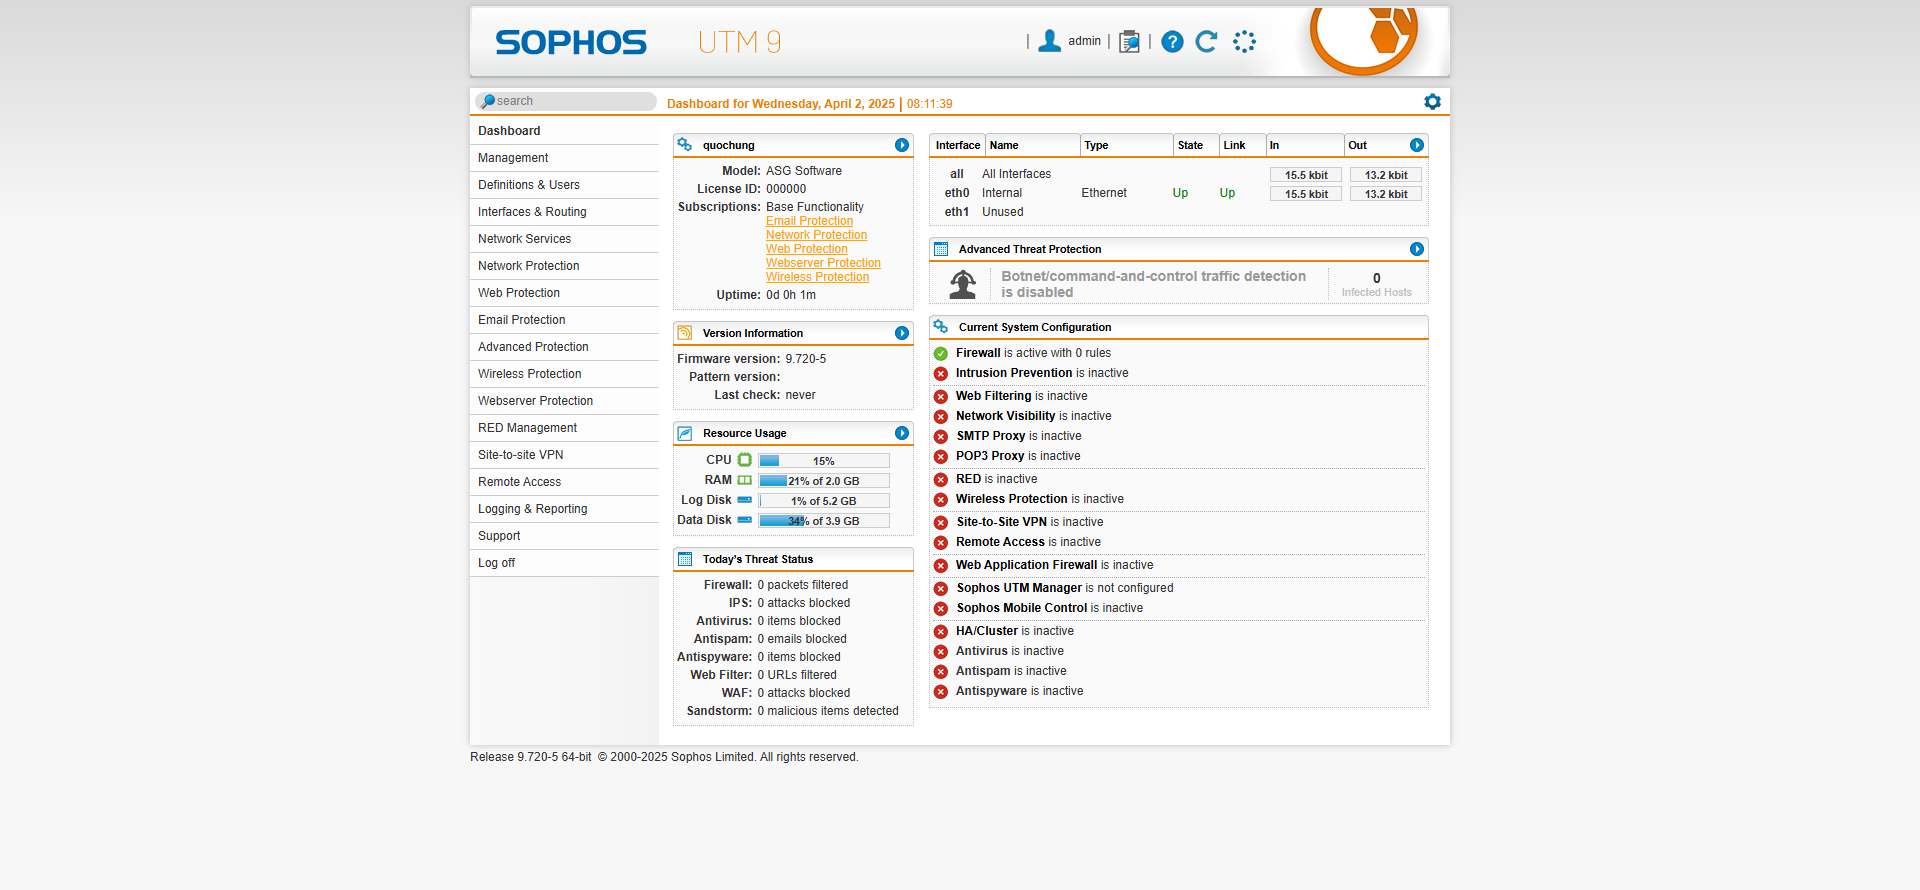 SOPHOS UTM 9 | admin | | ?
search
Dashboard for Wednesday, April 2, 2025 | 08:11:39
Dashboard
Management
Definitions & Users
Interfaces & Routing
Network Services
Network Protection
Web Protection
Email Protection
Advanced Protection
Wireless Protection
Webserver Protection
RED Management
Site-to-site VPN
Remote Access
Logging & Reporting
Support
Log off
quochung
Model: ASG Software
License ID: 000000
Subscriptions: Base Functionality
Email Protection
Network Protection
Web Protection
Webserver Protection
Wireless Protection
Uptime: 0d 0h 1m
Version Information
Firmware version: 9.720-5
Pattern version:
Last check: never
Resource Usage
CPU 15%
RAM 21% of 2.0 GB
Log Disk 1% of 5.2 GB
Data Disk 34% of 3.9 GB
Today's Threat Status
Firewall: 0 packets filtered
IPS: 0 attacks blocked
Antivirus: 0 items blocked
Antispam: 0 emails blocked
Antispyware: 0 items blocked
Web Filter: 0 URLs filtered
WAF: 0 attacks blocked
Sandstorm: 0 malicious items detected
Interface Name Type State Link In Out
all All Interfaces 15.5 kbit 13.2 kbit
eth0 Internal Ethernet Up Up 15.5 kbit 13.2 kbit
eth1 Unused
Advanced Threat Protection
Botnet/command-and-control traffic detection
is disabled
0
Infected Hosts
Current System Configuration
Firewall is active with 0 rules
Intrusion Prevention is inactive
Web Filtering is inactive
Network Visibility is inactive
SMTP Proxy is inactive
POP3 Proxy is inactive
RED is inactive
Wireless Protection is inactive
Site-to-Site VPN is inactive
Remote Access is inactive
Web Application Firewall is inactive
Sophos UTM Manager is not configured
Sophos Mobile Control is inactive
HA/Cluster is inactive
Antivirus is inactive
Antispam is inactive
Antispyware is inactive
Release 9.720-5 64-bit © 2000-2025 Sophos Limited. All rights reserved.